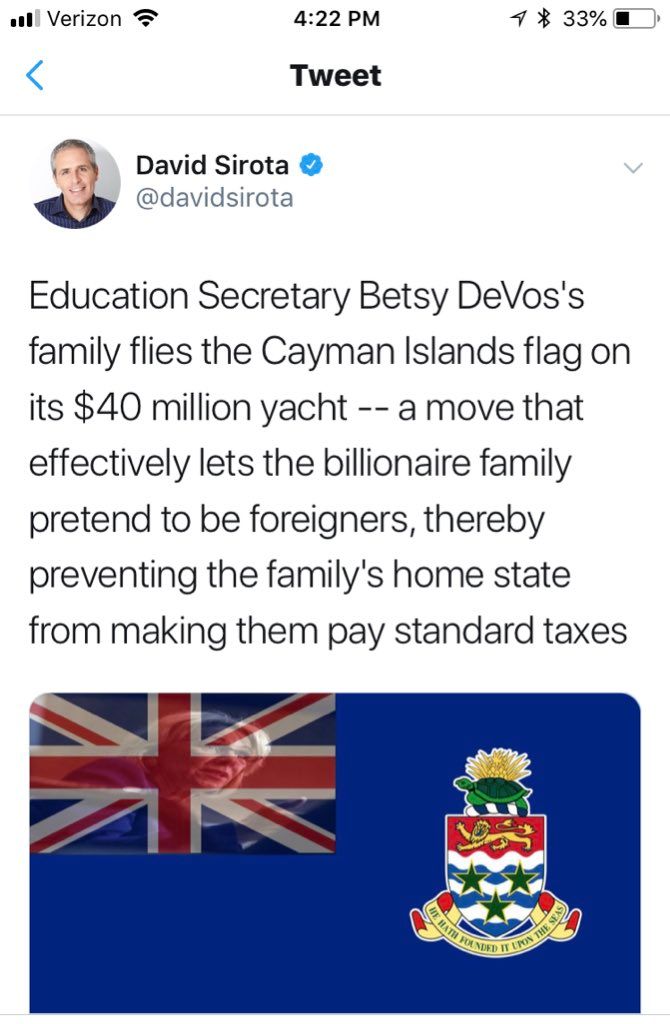 Verizon 4:22 PM 33%
Tweet
David Sirota
@davidsirota
Education Secretary Betsy DeVos's
family flies the Cayman Islands flag on
its $40 million yacht -- a move that
effectively lets the billionaire family
pretend to be foreigners, thereby
preventing the family's home state
from making them pay standard taxes
HE HATH FOUNDED IT UPON THE SEAS